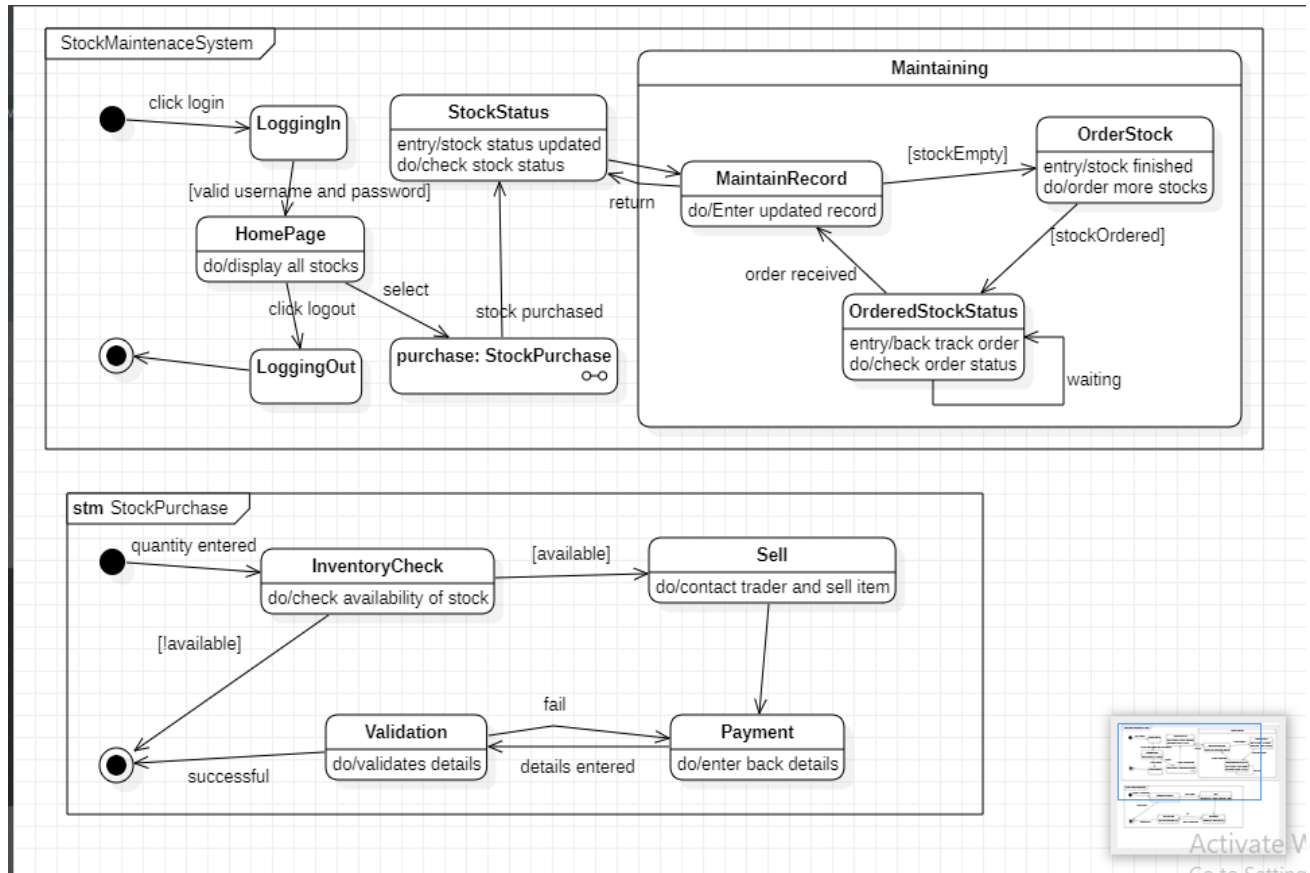 StockMaintenaceSystem
Maintaining
click login
LoggingIn
StockStatus
entry/stock status updated
do/check stock status
OrderStock
entry/stock finished
do/order more stocks
[stockEmpty]
MaintainRecord
do/Enter updated record
return
[valid username and password]
HomePage
do/display all stocks
[stockOrdered]
order received
select
click logout
stock purchased
OrderedStockStatus
entry/back track order
do/check order status
waiting
purchase: StockPurchase
LoggingOut
stm StockPurchase
quantity entered
InventoryCheck
do/check availability of stock
[available]
Sell
do/contact trader and sell item
[!available]
fail
Validation
do/validates details
Payment
do/enter back details
details entered
successful
Activate W